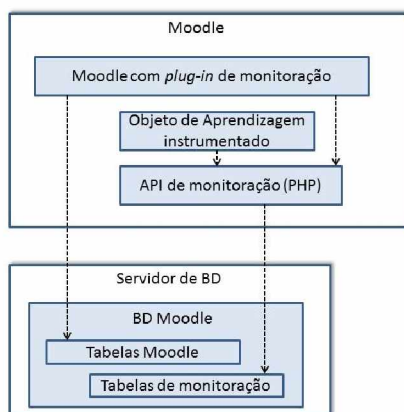 Moodle
Moodle com plug-in de monitoração
Objeto de Aprendizagem
instrumentado
API de monitoração (PHP)
Servidor de BD
BD Moodle
Tabelas Moodle
Tabelas de monitoração